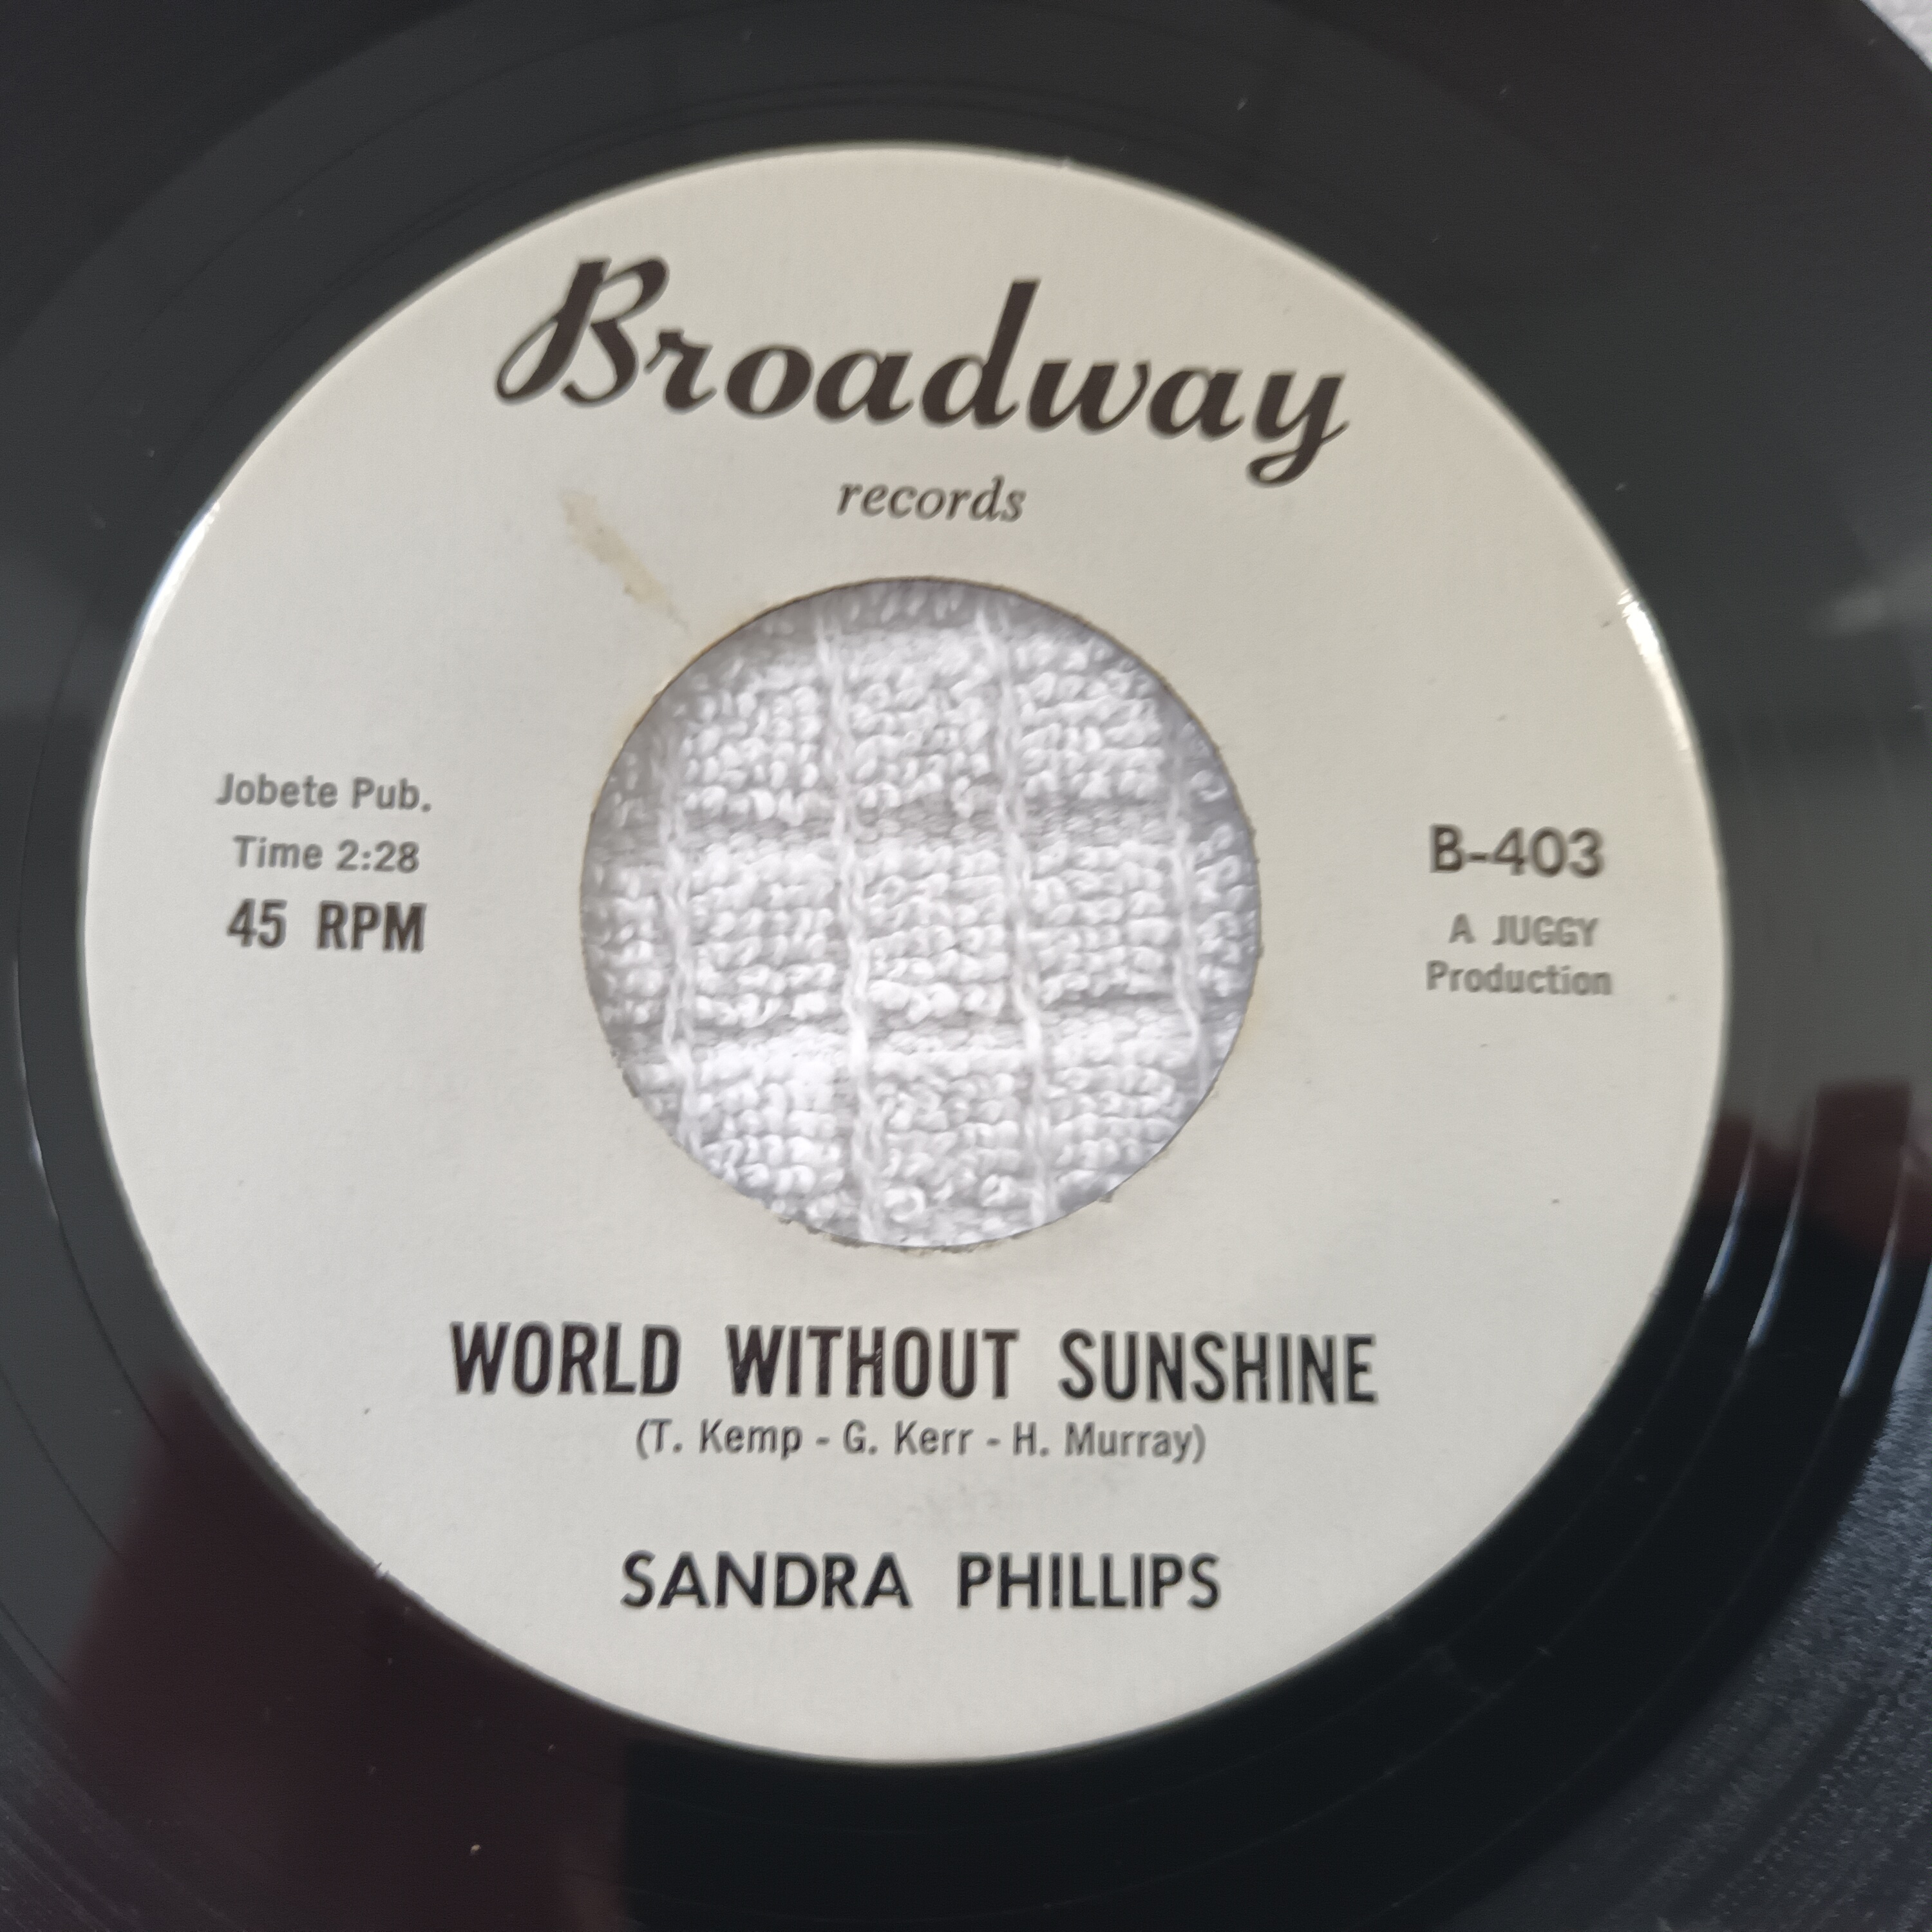 Broadway
records
Jobete Pub.
Time 2:28
45 RPM
B-403
A JUGGY
Production
WORLD WITHOUT SUNSHINE
(T. Kemp - G. Kerr - H. Murray)
SANDRA PHILLIPS